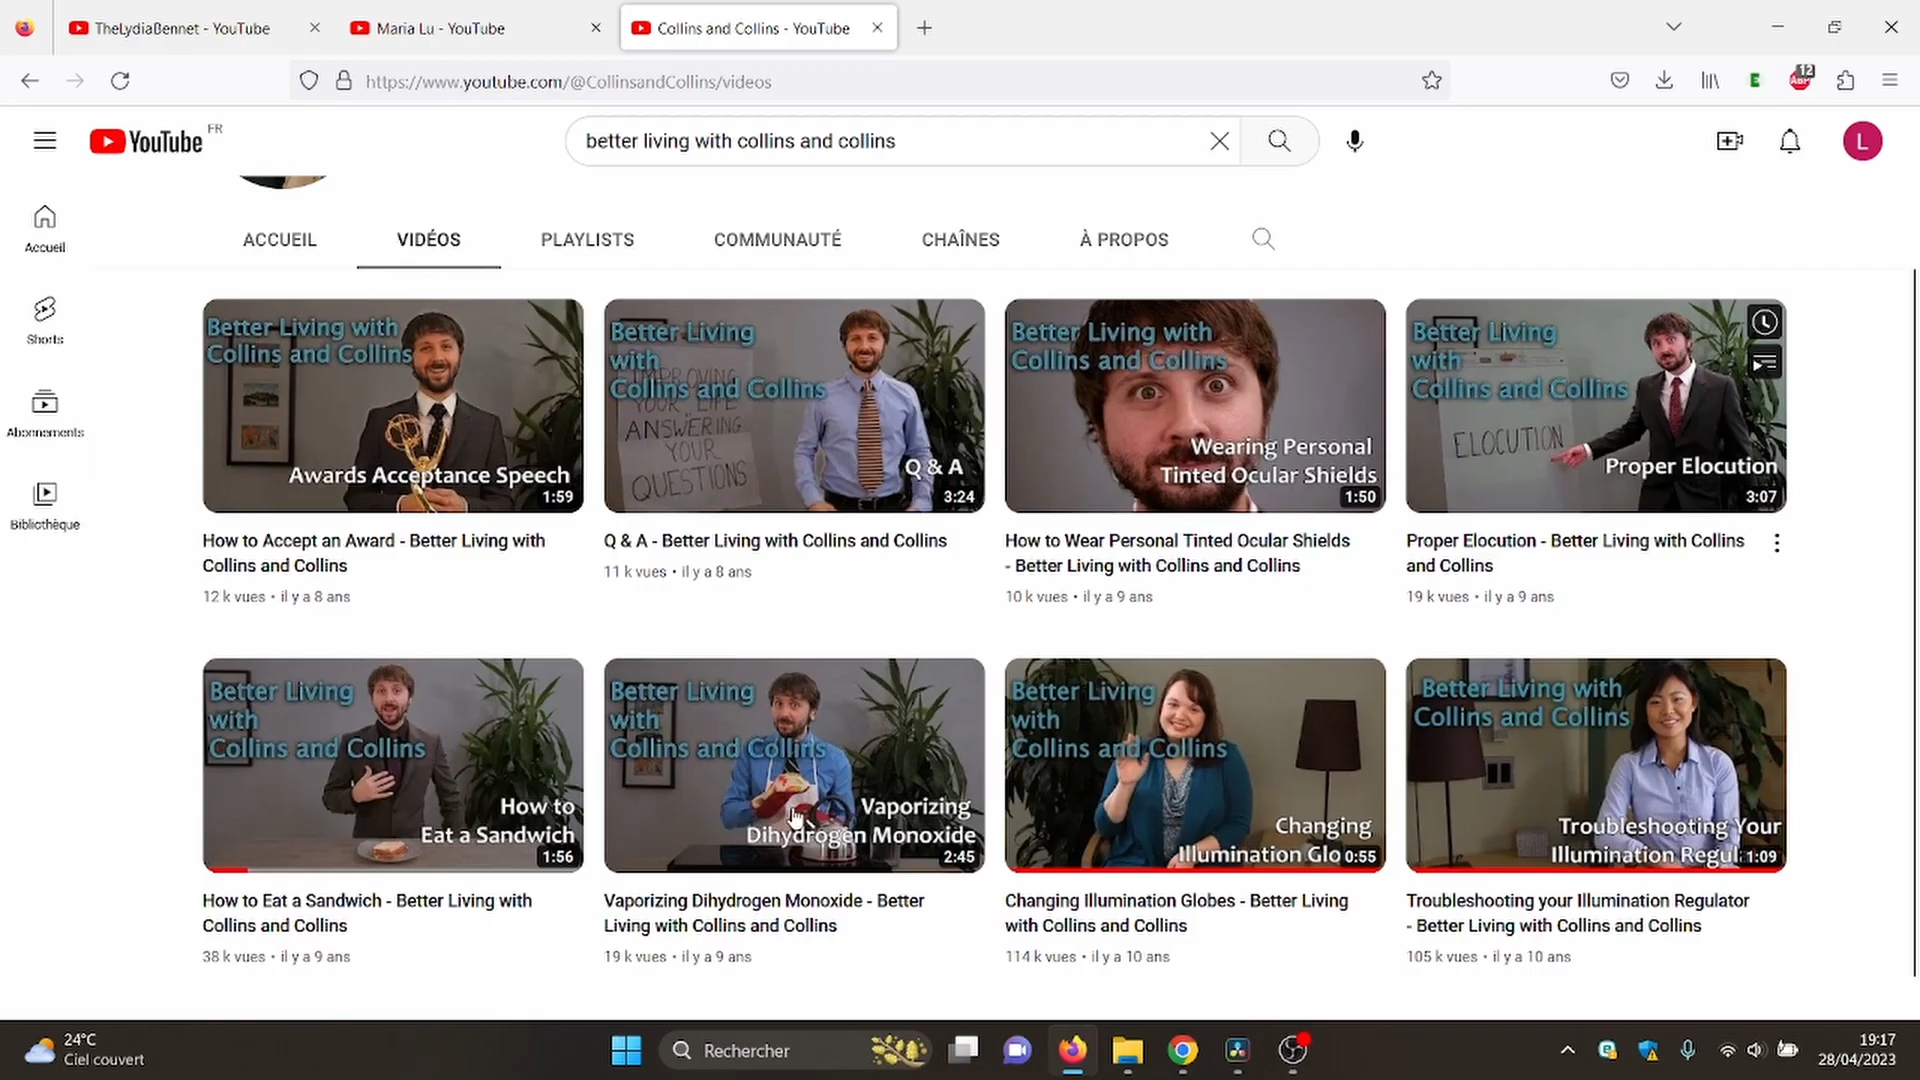 TheLydiaBennet - YouTube
Maria Lu - YouTube
Collins and Collins - YouTube
https://www.youtube.com/@CollinsandCollins/videos
12
ABP
E
YouTube FR
better living with collins and collins
L
Accueil
Shorts
Abonnements
Bibliothèque
ACCUEIL
VIDÉOS
PLAYLISTS
COMMUNAUTÉ
CHAÎNES
À PROPOS
Better Living with
Collins and Collins
Awards Acceptance Speech
1:59
How to Accept an Award - Better Living with
Collins and Collins
12 k vues • il y a 8 ans
Better Living
with
Collins and Collins
IMPROVING
YOUR LIFE
ANSWERING
YOUR
QUESTIONS
Q & A
3:24
Q & A - Better Living with Collins and Collins
11 k vues • il y a 8 ans
Better Living with
Collins and Collins
Wearing Personal
Tinted Ocular Shields
1:50
How to Wear Personal Tinted Ocular Shields
- Better Living with Collins and Collins
10 k vues • il y a 9 ans
Better Living
with
Collins and Collins
ELOCUTION
Proper Elocution
3:07
Proper Elocution - Better Living with Collins
and Collins
19 k vues • il y a 9 ans
Better Living
with
Collins and Collins
How to
Eat a Sandwich
1:56
How to Eat a Sandwich - Better Living with
Collins and Collins
38 k vues • il y a 9 ans
Better Living
with
Collins and Collins
Vaporizing
Dihydrogen Monoxide
2:45
Vaporizing Dihydrogen Monoxide - Better
Living with Collins and Collins
19 k vues • il y a 9 ans
Better Living
with
Collins and Collins
Changing
Illumination Glo
0:55
Changing Illumination Globes - Better Living
with Collins and Collins
114 k vues • il y a 10 ans
Better Living with
Collins and Collins
Troubleshooting Your
Illumination Regul
1:09
Troubleshooting your Illumination Regulator
- Better Living with Collins and Collins
105 k vues • il y a 10 ans
24°C
Ciel couvert
Rechercher
19:17
28/04/2023